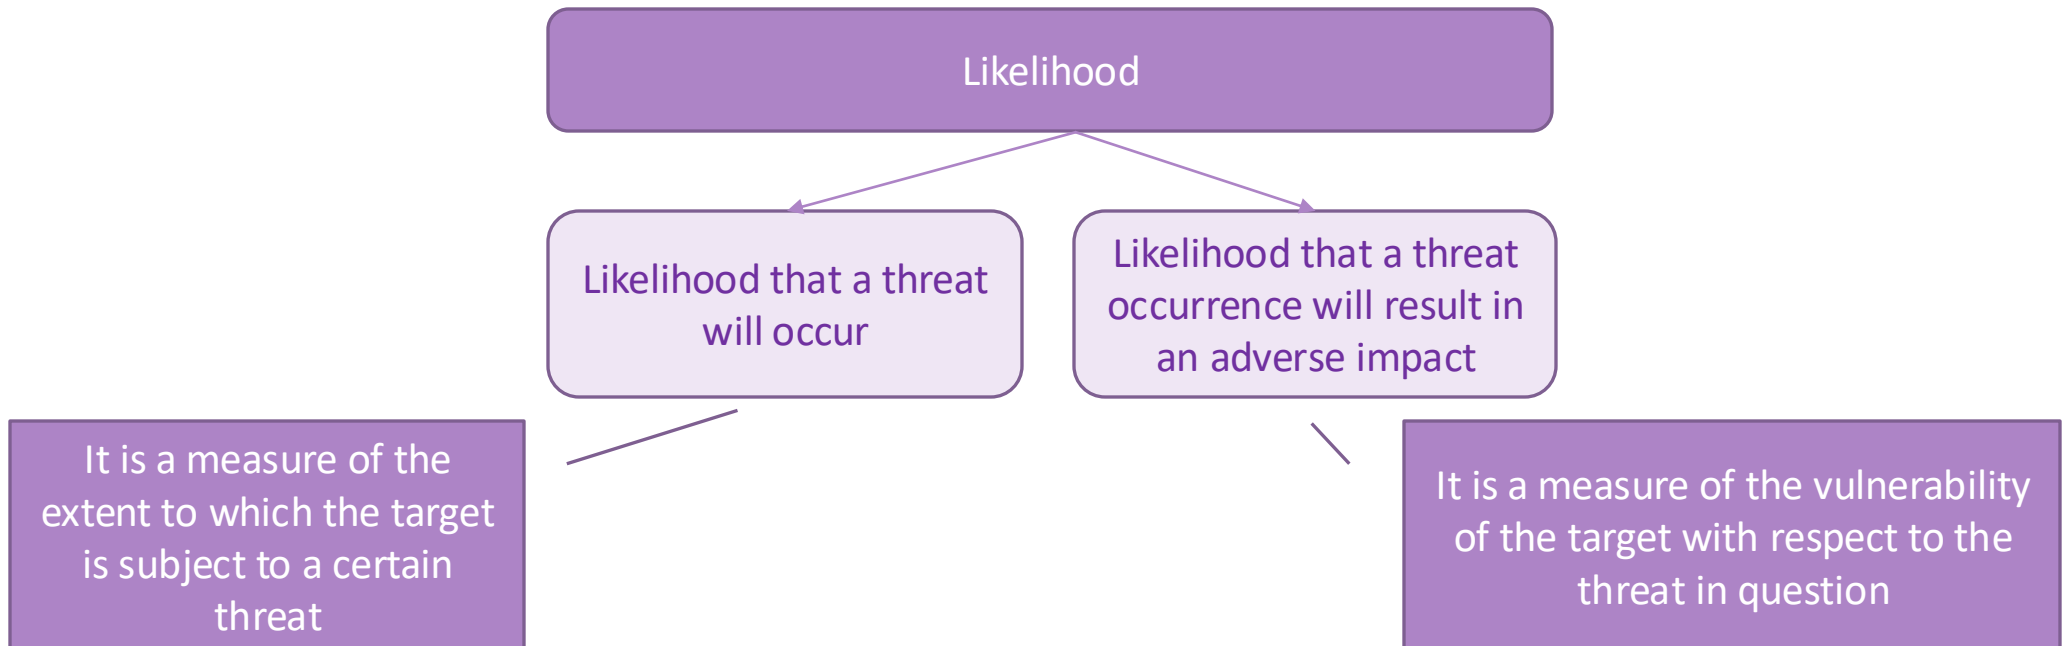 Likelihood
Likelihood that a threat
will occur
Likelihood that a threat
occurrence will result in
an adverse impact
It is a measure of the
extent to which the target
is subject to a certain
threat
It is a measure of the vulnerability
of the target with respect to the
threat in question